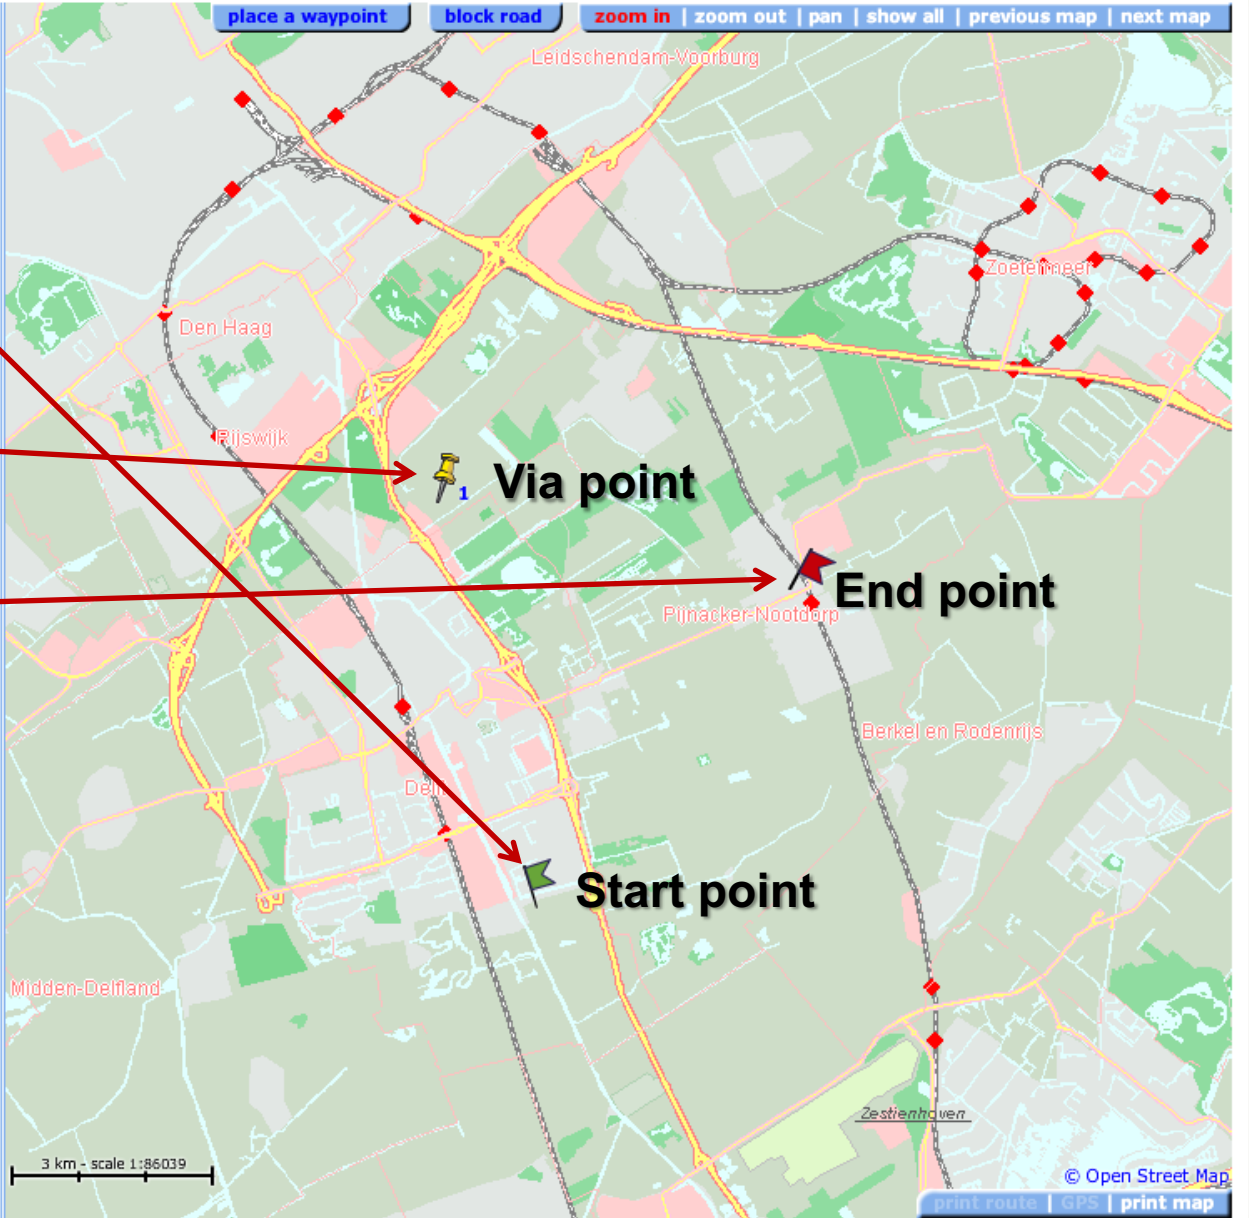 place a waypoint
block road
zoom in | zoom out | pan | show all | previous map | next map
Leidschendam-Voorburg
Zoetermeer
Den Haag
Rijswijk
1
Via point
End point
Pijnacker-Nootdorp
Berkel en Rodenrijs
Start point
Midden-Delfland
Zestienhoven
3 km - scale 1:86039
© Open Street Map
print route | GPS | print map